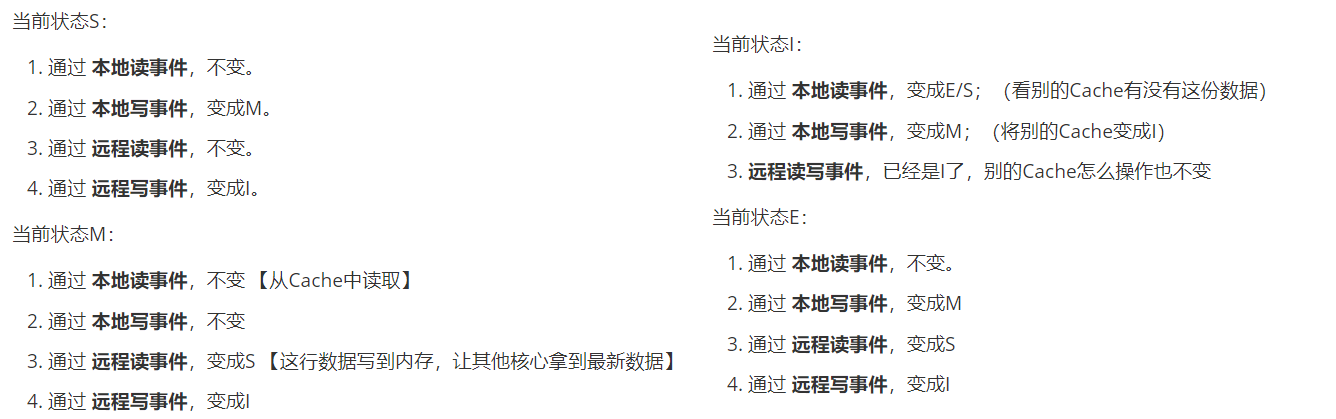 当前状态S：
1. 通过 本地读事件，不变。
2. 通过 本地写事件，变成M。
3. 通过 远程读事件，不变。
4. 通过 远程写事件，变成I。
当前状态M：
1. 通过 本地读事件，不变 【从Cache中读取】
2. 通过 本地写事件，不变
3. 通过 远程读事件，变成S 【这行数据写到内存，让其他核心拿到最新数据】
4. 通过 远程写事件，变成I
当前状态I：
1. 通过 本地读事件，变成E/S； （看别的Cache有没有这份数据）
2. 通过 本地写事件，变成M； （将别的Cache变成I）
3. 远程读写事件，已经是I了，别的Cache怎么操作也不变
当前状态E：
1. 通过 本地读事件，不变。
2. 通过 本地写事件，变成M
3. 通过 远程读事件，变成S
4. 通过 远程写事件，变成I